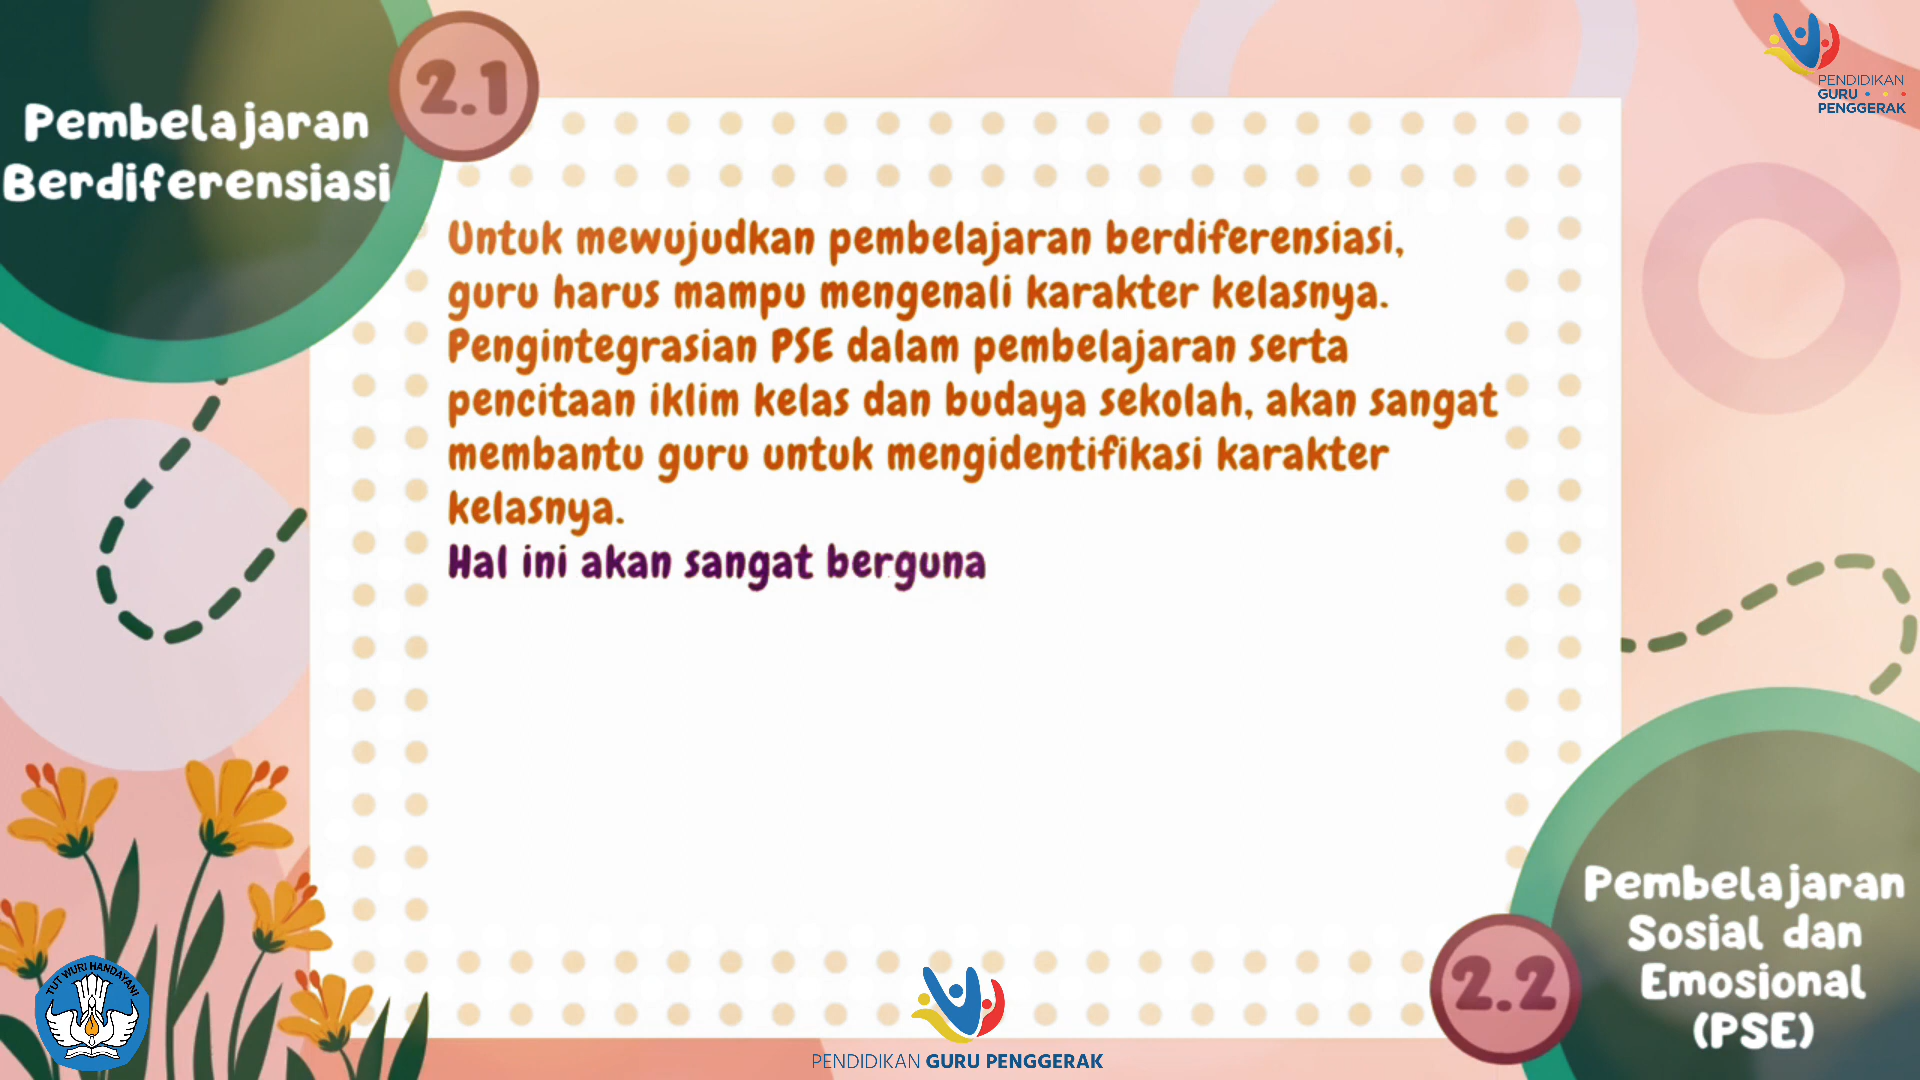 2.1
Pembelajaran
Berdiferensiasi
PENDIDIKAN
GURU
PENGGERAK
Untuk mewujudkan pembelajaran berdiferensiasi,
guru harus mampu mengenali karakter kelasnya.
Pengintegrasian PSE dalam pembelajaran serta
pencitaan iklim kelas dan budaya sekolah, akan sangat
membantu guru untuk mengidentifikasi karakter
kelasnya.
Hal ini akan sangat berguna
2.2
Pembelajaran
Sosial dan
Emosional
(PSE)
TUT WURI HANDAYANI
PENDIDIKAN GURU PENGGERAK